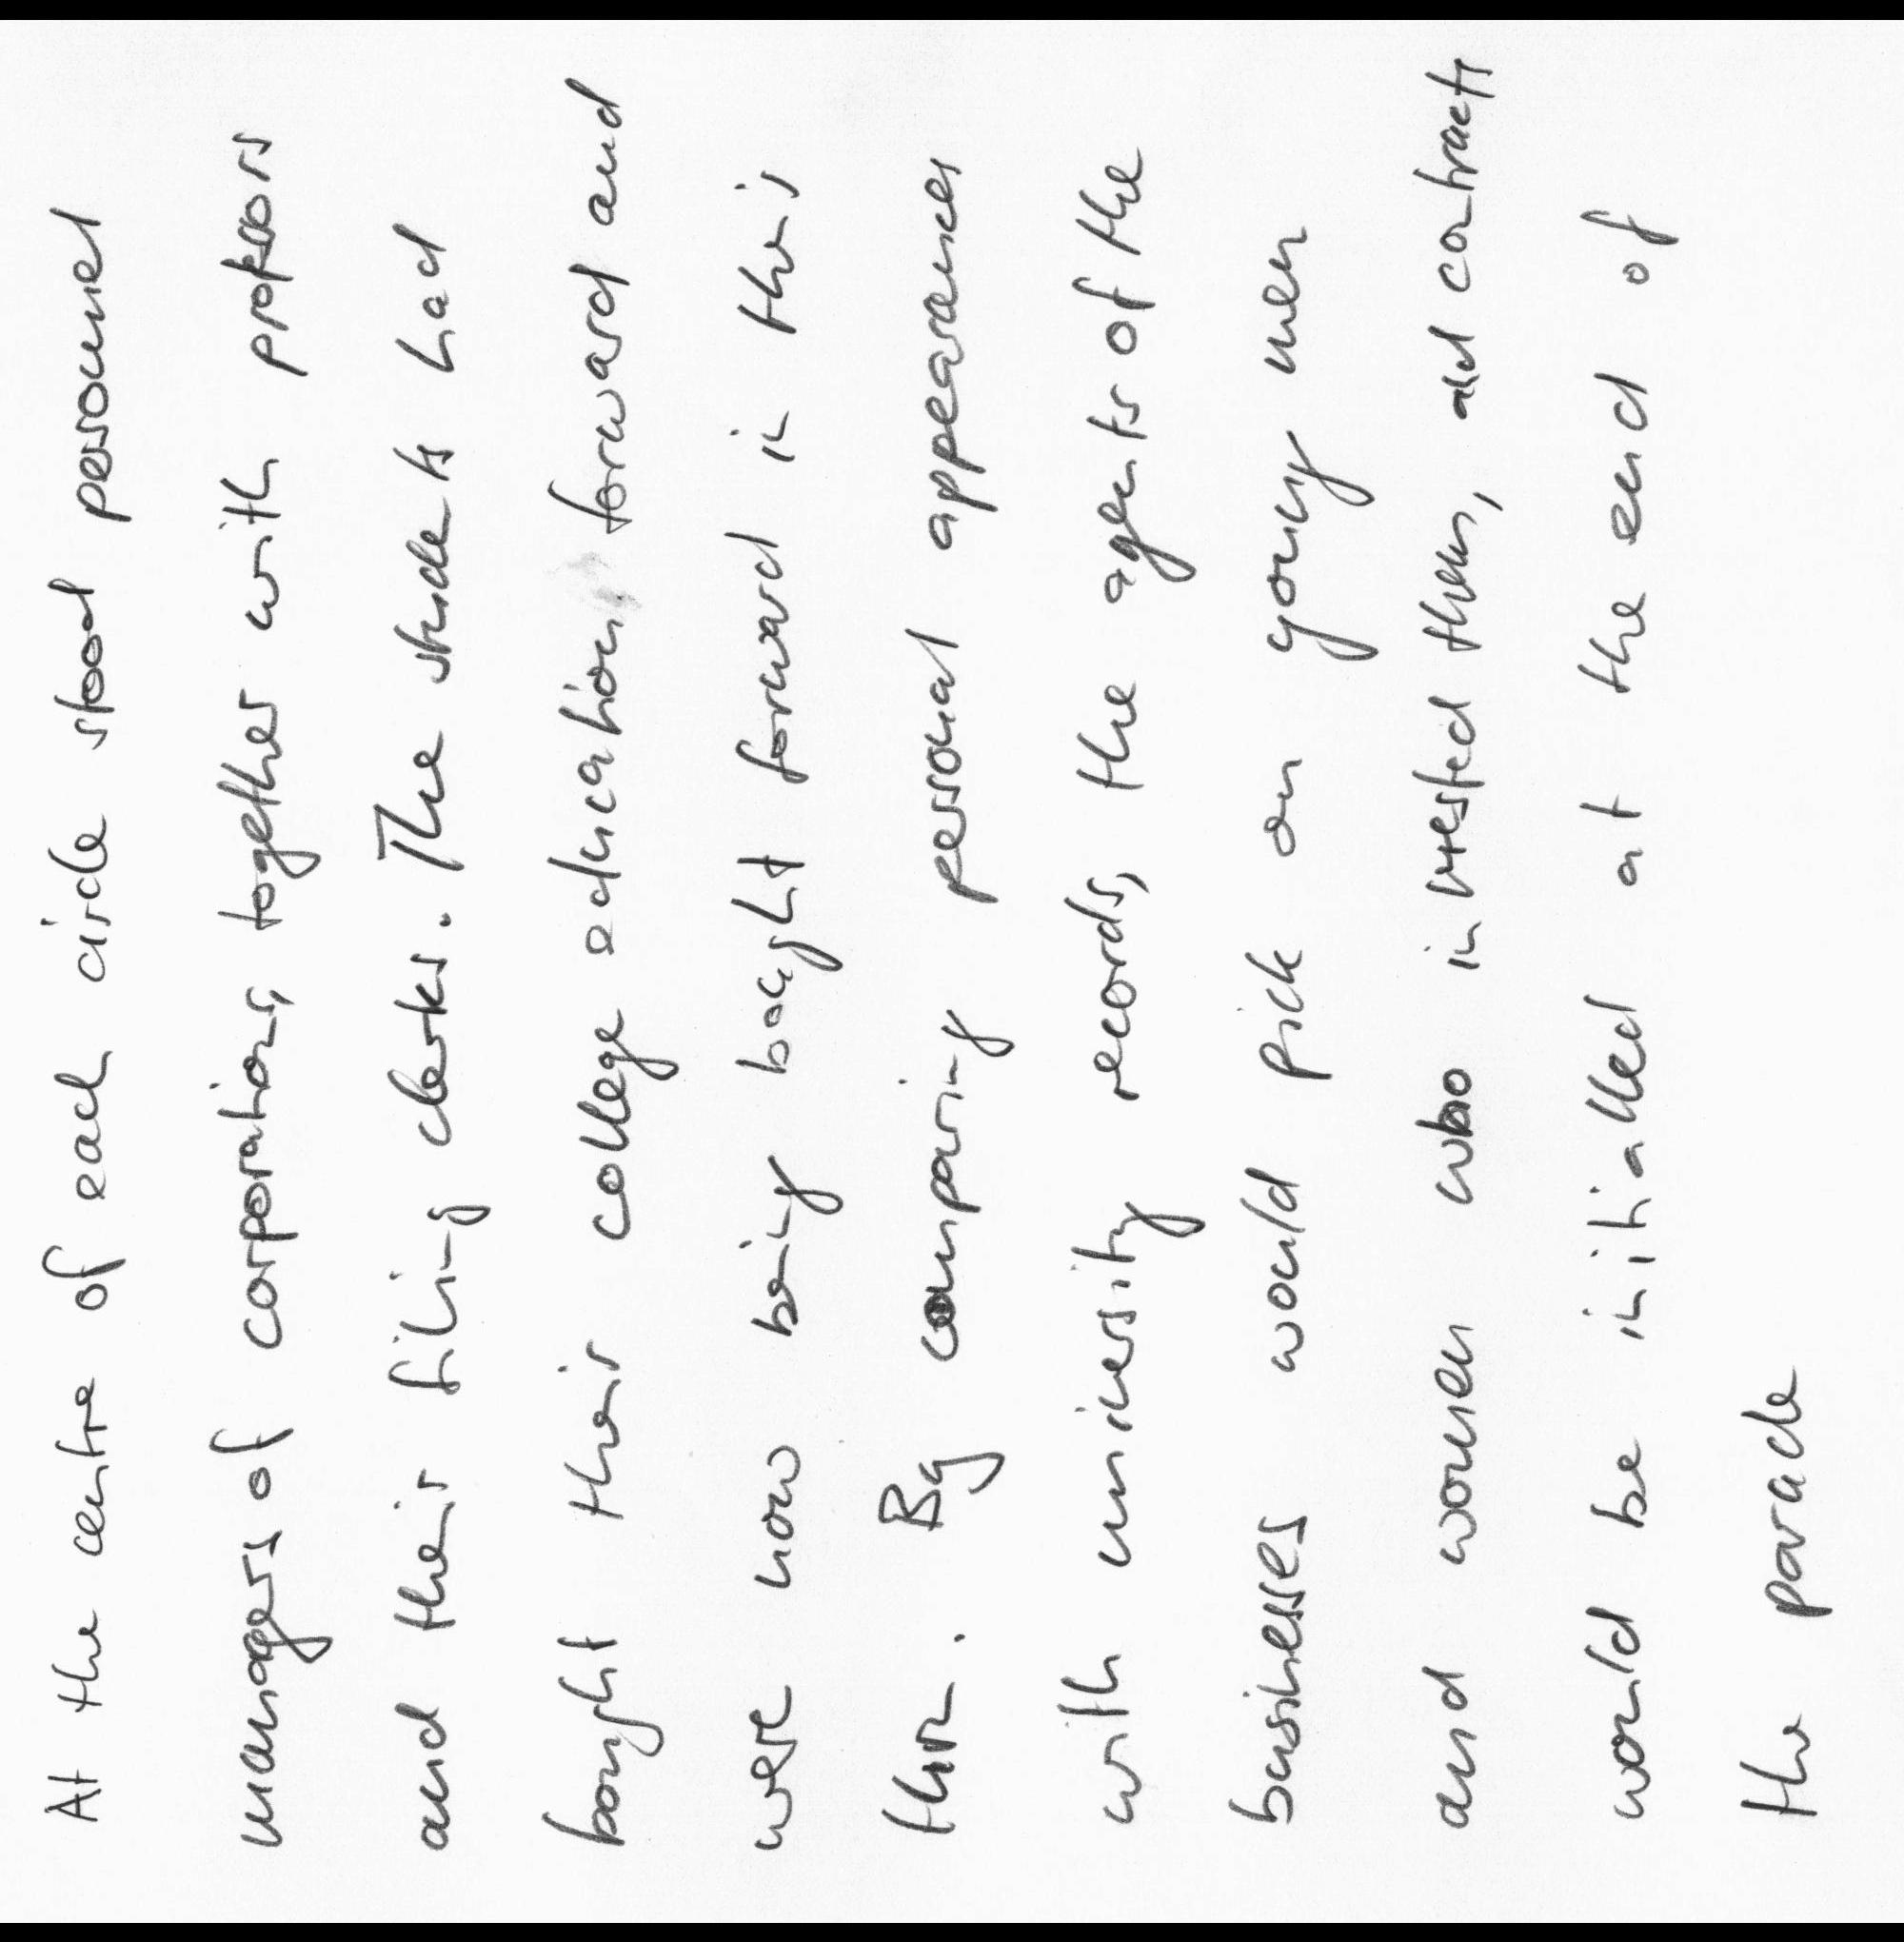 At the centre of each circle stood personnel
managers of corporations, together with professors
and their filing clerks. The students had
bought their college educations forward and
were now being bought forward in their
turn. By comparing personal appearances
with university records, the agents of the
businesses would pick on young men
and women who interested them, and contracts
would be initialled at the end of
the parade